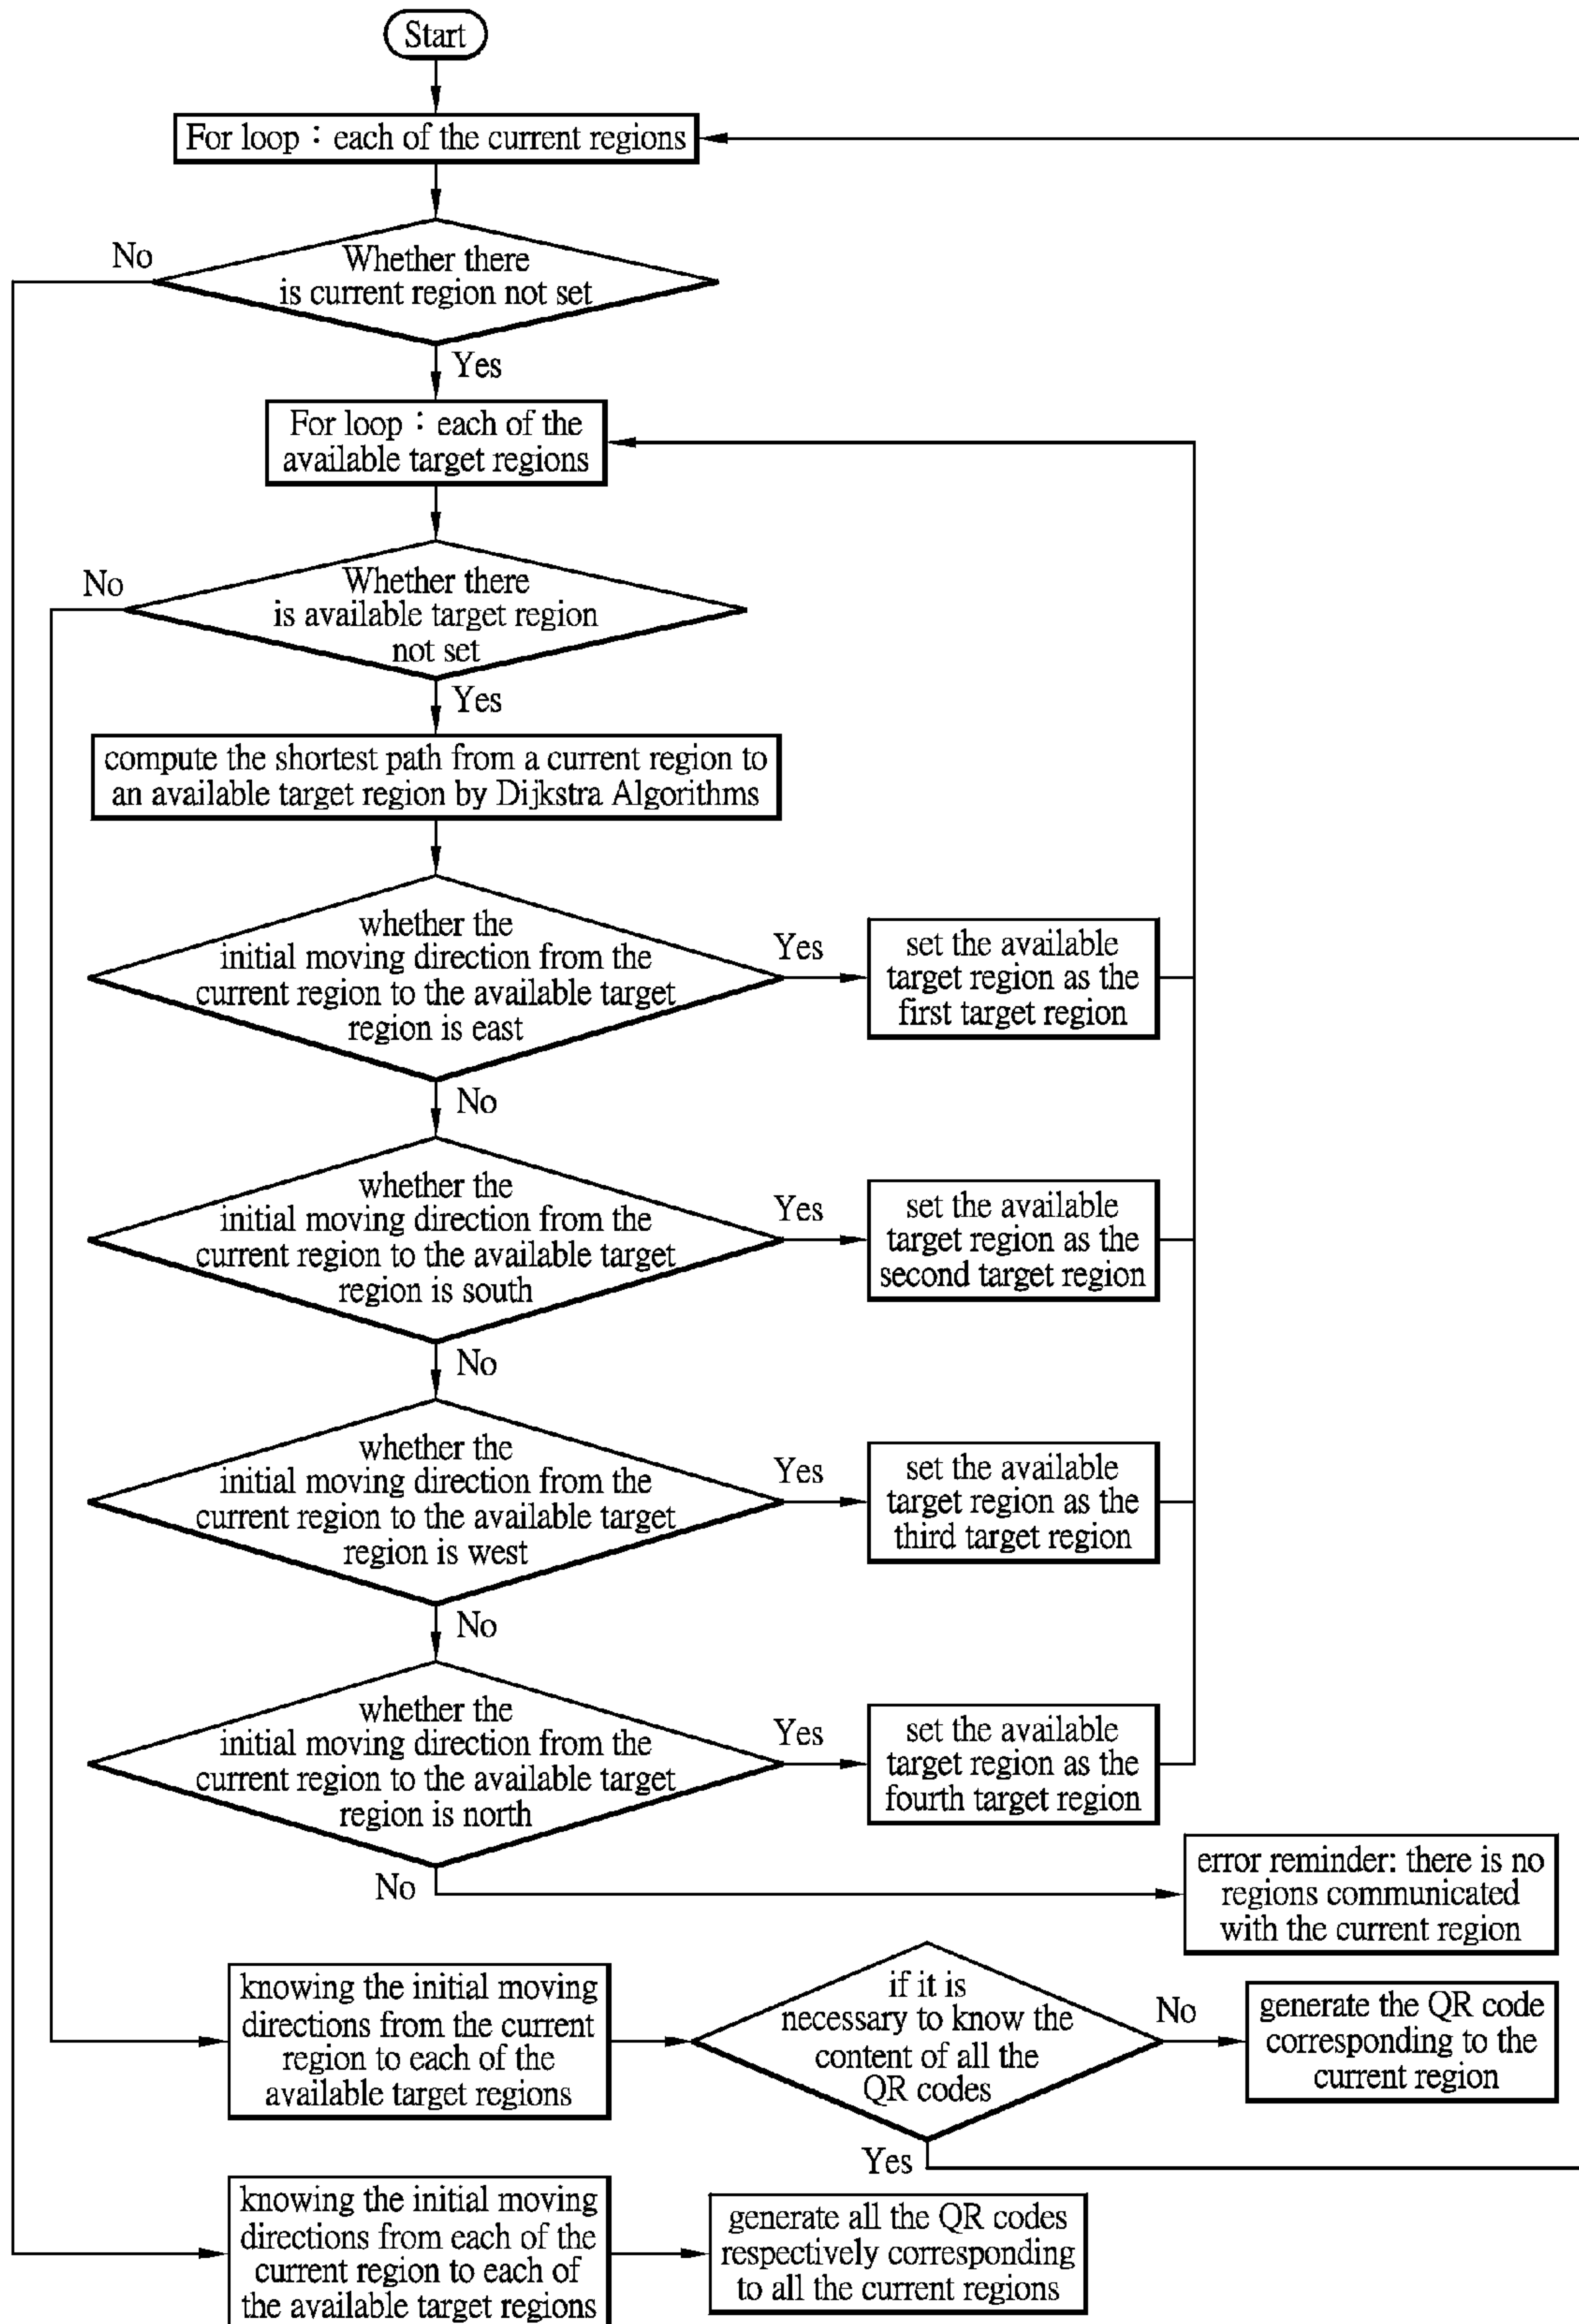 Start
For loop：each of the current regions
Whether there
is current region not set
No
Yes
For loop：each of the
available target regions
Whether there
is available target region
not set
No
Yes
compute the shortest path from a current region to
an available target region by Dijkstra Algorithms
whether the
initial moving direction from the
current region to the available target
region is east
Yes
set the available
target region as the
first target region
No
whether the
initial moving direction from the
current region to the available target
region is south
Yes
set the available
target region as the
second target region
No
whether the
initial moving direction from the
current region to the available target
region is west
Yes
set the available
target region as the
third target region
No
whether the
initial moving direction from the
current region to the available target
region is north
Yes
set the available
target region as the
fourth target region
No
error reminder: there is no
regions communicated
with the current region
knowing the initial moving
directions from the current
region to each of the
available target regions
if it is
necessary to know the
content of all the
QR codes
No
generate the QR code
corresponding to the
current region
Yes
knowing the initial moving
directions from each of the
current region to each of
the available target regions
generate all the QR codes
respectively corresponding
to all the current regions